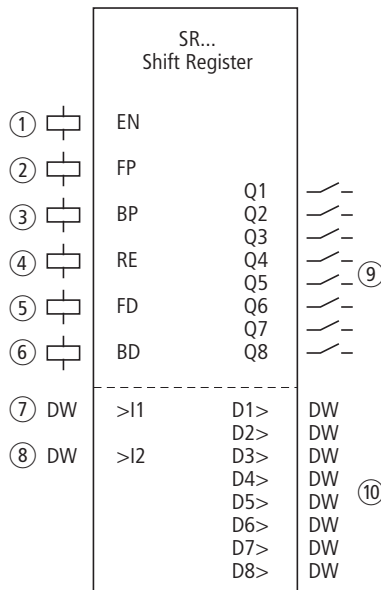 SR...
Shift Register
① EN
② FP
Q1
③ BP Q2
Q3
④ RE Q4
Q5 ⑨
⑤ FD Q6
Q7
⑥ BD Q8
⑦ DW >I1 D1> DW
D2> DW
⑧ DW >I2 D3> DW
D4> DW
D5> DW ⑩
D6> DW
D7> DW
D8> DW